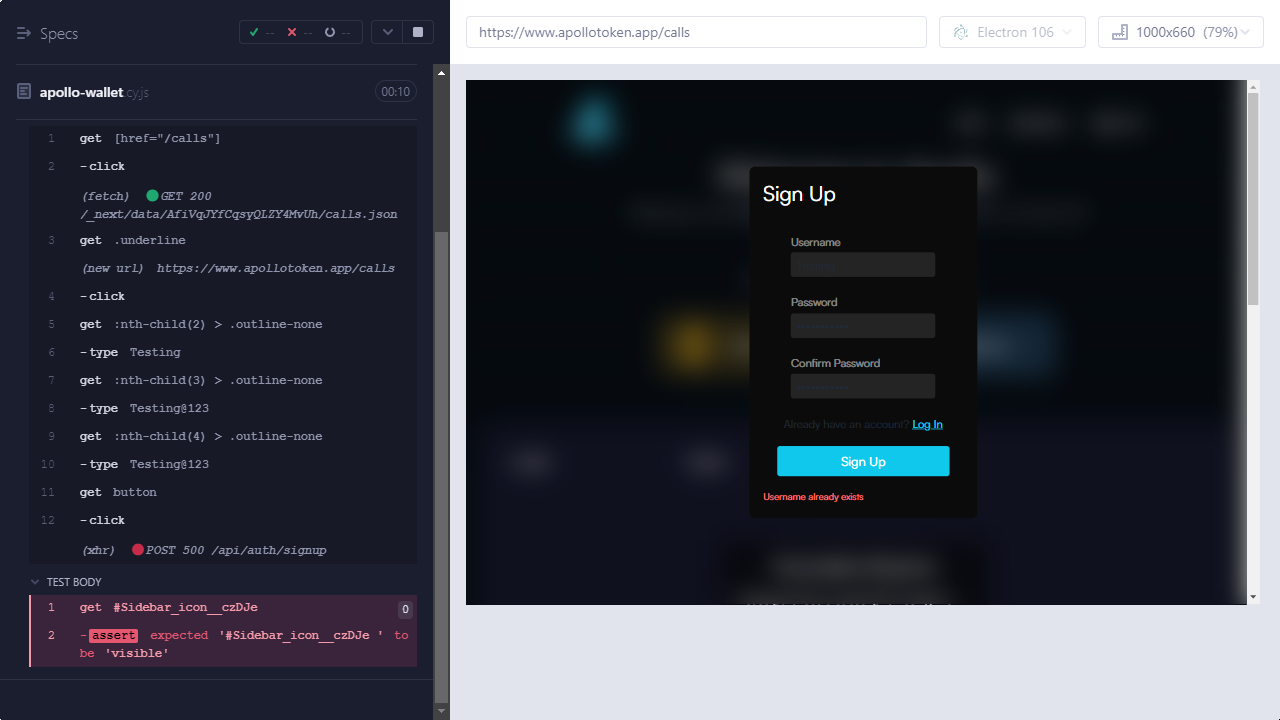 Specs
-- -- --
apollo-wallet.cy.js 00:10
1 get [href="/calls"]
2 -click
(fetch) GET 200
/_next/data/AfiVqJYfCqsyQLZY4MvUh/calls.json
3 get .underline
(new url) https://www.apollotoken.app/calls
4 -click
5 get :nth-child(2) > .outline-none
6 -type Testing
7 get :nth-child(3) > .outline-none
8 -type Testing@123
9 get :nth-child(4) > .outline-none
10 -type Testing@123
11 get button
12 -click
(xhr) POST 500 /api/auth/signup
TEST BODY
1 get #Sidebar_icon__czDJe 0
2 -assert expected '#Sidebar_icon__czDJe ' to
be 'visible'
https://www.apollotoken.app/calls
Electron 106
1000x660 (79%)
Sign Up
Username
Password
Confirm Password
Already have an account? Log In
Sign Up
Username already exists